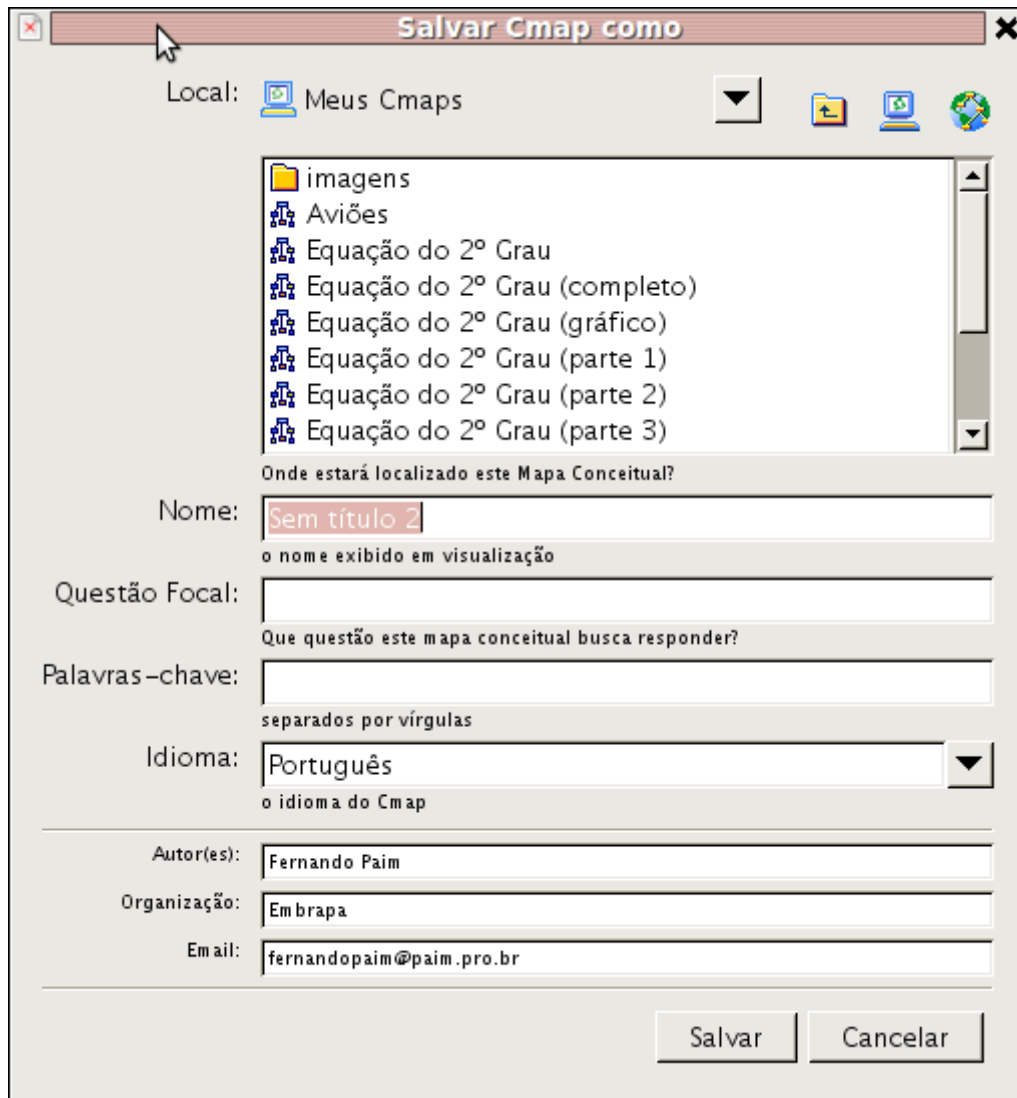 Salvar Cmap como
Local: Meus Cmaps
imagens
Aviões
Equação do 2º Grau
Equação do 2º Grau (completo)
Equação do 2º Grau (gráfico)
Equação do 2º Grau (parte 1)
Equação do 2º Grau (parte 2)
Equação do 2º Grau (parte 3)
Onde estará localizado este Mapa Conceitual?
Nome: Sem título 2
o nome exibido em visualização
Questão Focal:
Que questão este mapa conceitual busca responder?
Palavras-chave:
separados por vírgulas
Idioma: Português
o idioma do Cmap
Autor(es): Fernando Paim
Organização: Embrapa
Email: fernandopaim@paim.pro.br
Salvar Cancelar